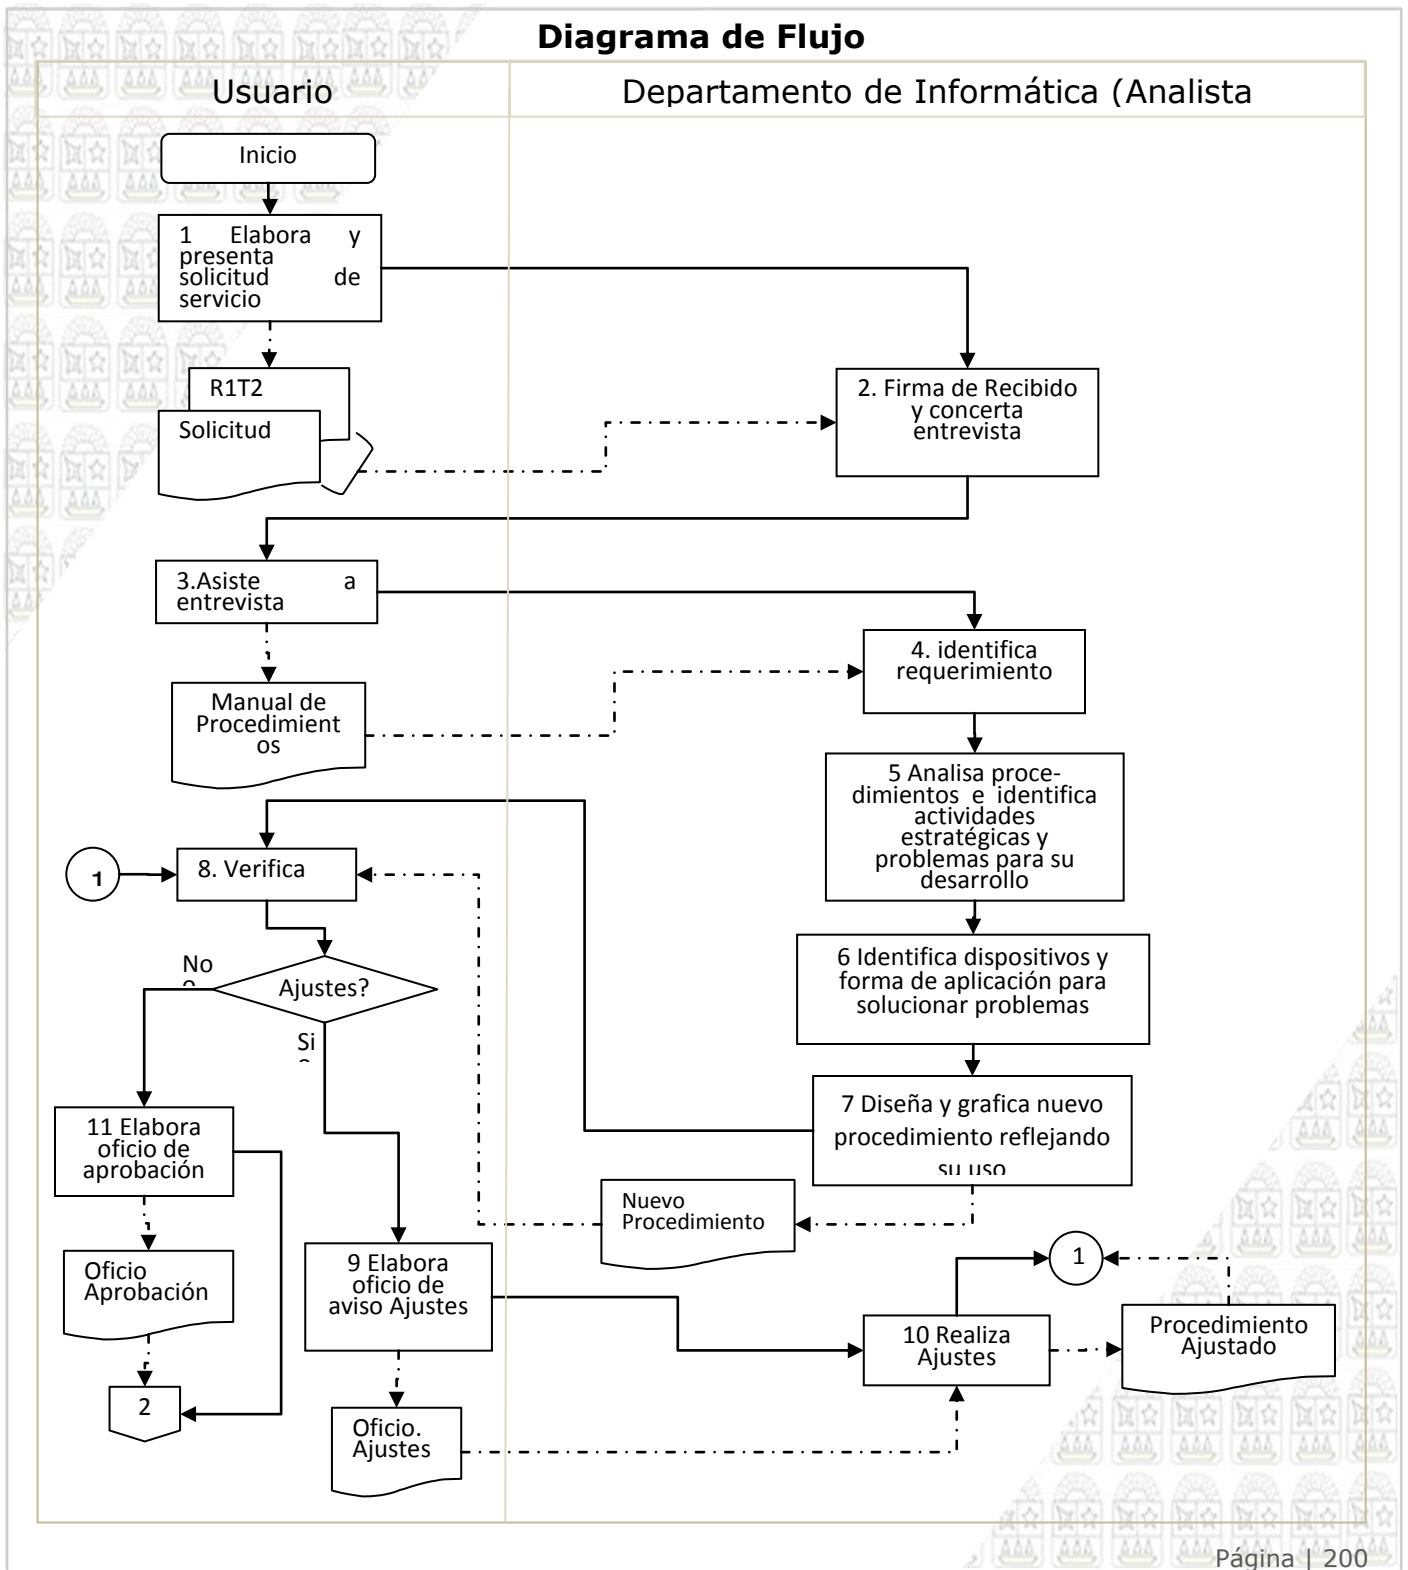 Diagrama de Flujo
Usuario
Departamento de Informática (Analista
Inicio
1 Elabora y
presenta
solicitud de
servicio
R1T2
Solicitud
2. Firma de Recibido
y concerta
entrevista
3.Asiste a
entrevista
4. identifica
requerimiento
Manual de
Procedimient
os
5 Analisa proce-
dimientos e identifica
actividades
estratégicas y
problemas para su
desarrollo
1
8. Verifica
6 Identifica dispositivos y
forma de aplicación para
solucionar problemas
No
Ajustes?
Si
7 Diseña y grafica nuevo
procedimiento reflejando
su uso
11 Elabora
oficio de
aprobación
Nuevo
Procedimiento
9 Elabora
oficio de
aviso Ajustes
1
Oficio
Aprobación
10 Realiza
Ajustes
Procedimiento
Ajustado
2
Oficio.
Ajustes
Página | 200